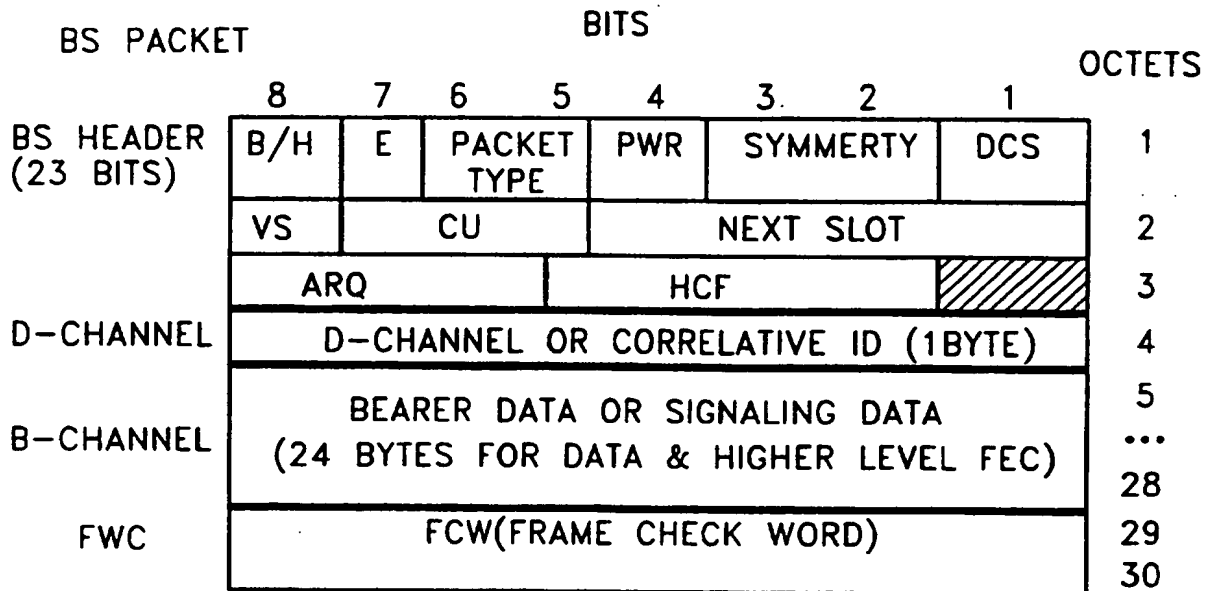 BS PACKET
BITS
OCTETS
8 7 6 5 4 3 2 1
BS HEADER
(23 BITS)
B/H E PACKET TYPE PWR SYMMERTY DCS 1
VS CU NEXT SLOT 2
ARQ HCF 3
D-CHANNEL D-CHANNEL OR CORRELATIVE ID (1BYTE) 4
B-CHANNEL
BEARER DATA OR SIGNALING DATA
(24 BYTES FOR DATA & HIGHER LEVEL FEC)
5
...
28
FWC FCW(FRAME CHECK WORD) 29
30